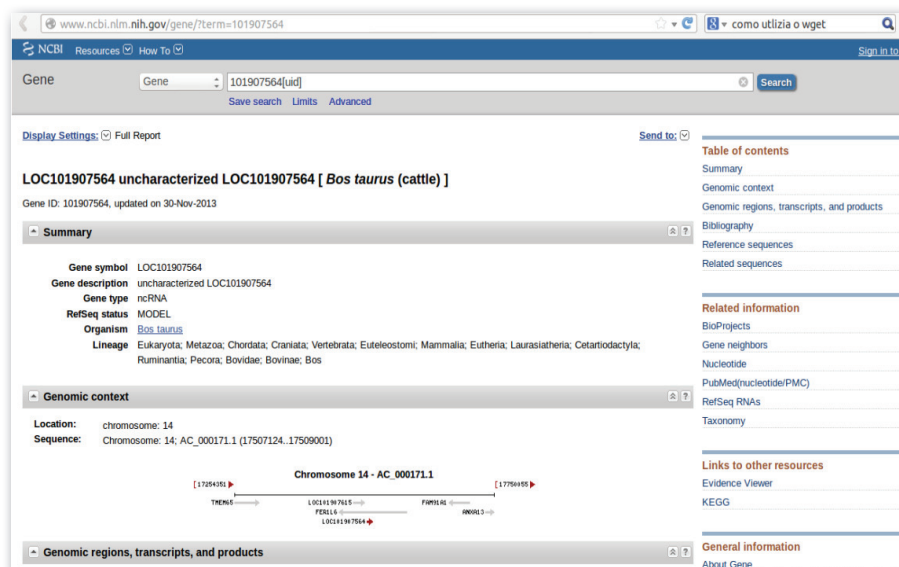 www.ncbi.nlm.nih.gov/gene/?term=101907564
como utlizia o wget
NCBI Resources How To
Sign in to
Gene
Gene
101907564[uid]
Search
Save search Limits Advanced
Display Settings: Full Report
Send to:
LOC101907564 uncharacterized LOC101907564 [ Bos taurus (cattle) ]
Gene ID: 101907564, updated on 30-Nov-2013
Summary
Gene symbol LOC101907564
Gene description uncharacterized LOC101907564
Gene type ncRNA
RefSeq status MODEL
Organism Bos taurus
Lineage Eukaryota; Metazoa; Chordata; Craniata; Vertebrata; Euteleostomi; Mammalia; Eutheria; Laurasiatheria; Cetartiodactyla;
Ruminantia; Pecora; Bovidae; Bovinae; Bos
Genomic context
Location: chromosome: 14
Sequence: Chromosome: 14; AC_000171.1 (17507124..17509001)
Chromosome 14 - AC_000171.1
[ 17254351
[ 17750055
TMEM65
LOC101907615
FAM91A1
FER1L6
ANXA13
LOC101907564
Genomic regions, transcripts, and products
Table of contents
Summary
Genomic context
Genomic regions, transcripts, and products
Bibliography
Reference sequences
Related sequences
Related information
BioProjects
Gene neighbors
Nucleotide
PubMed(nucleotide/PMC)
RefSeq RNAs
Taxonomy
Links to other resources
Evidence Viewer
KEGG
General information
About Gene